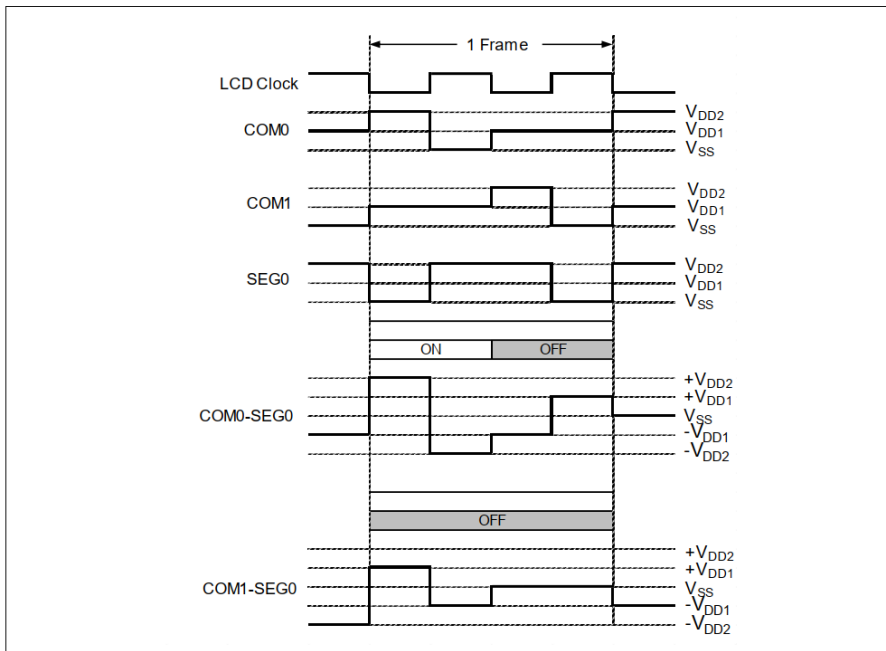 1 Frame
LCD Clock
COM0
VDD2
VDD1
VSS
COM1
VDD2
VDD1
VSS
SEG0
VDD2
VDD1
VSS
ON OFF
COM0-SEG0
+VDD2
+VDD1
VSS
-VDD1
-VDD2
OFF
COM1-SEG0
+VDD2
+VDD1
VSS
-VDD1
-VDD2